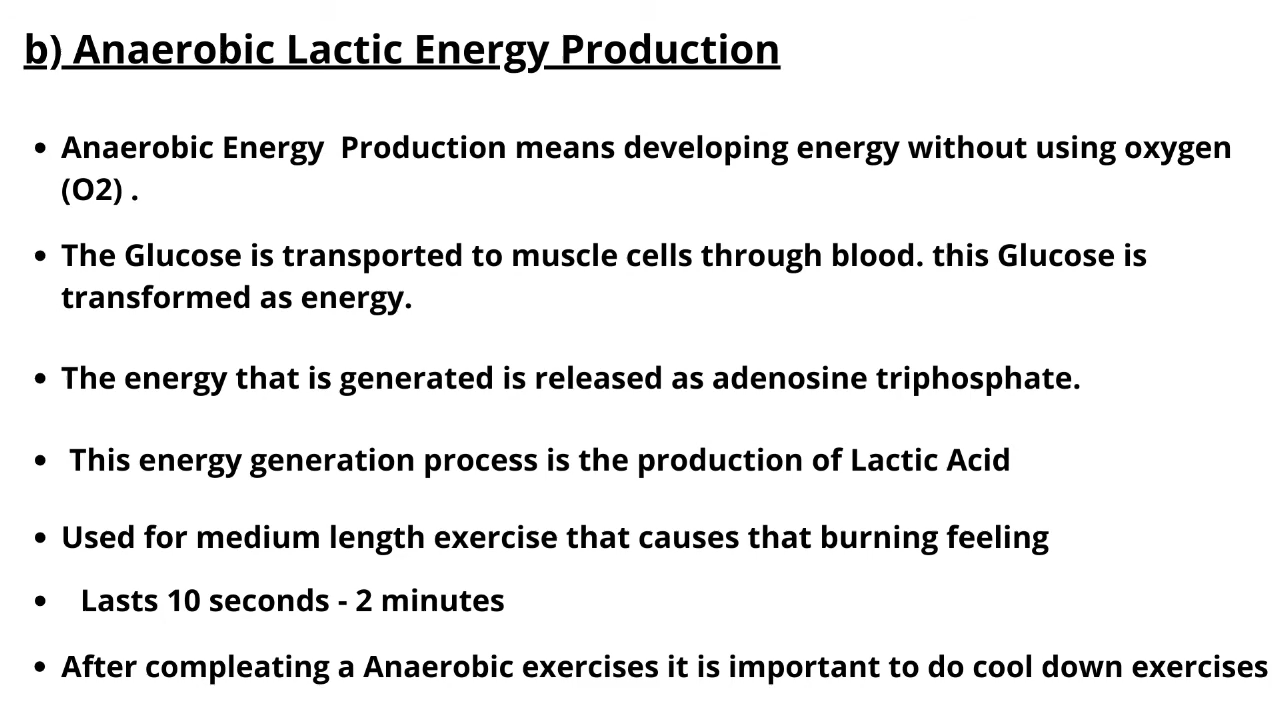 b) Anaerobic Lactic Energy Production
• Anaerobic Energy  Production means developing energy without using oxygen
(O2) .
• The Glucose is transported to muscle cells through blood. this Glucose is
transformed as energy.
• The energy that is generated is released as adenosine triphosphate.
• This energy generation process is the production of Lactic Acid
• Used for medium length exercise that causes that burning feeling
• Lasts 10 seconds - 2 minutes
• After compleating a Anaerobic exercises it is important to do cool down exercises